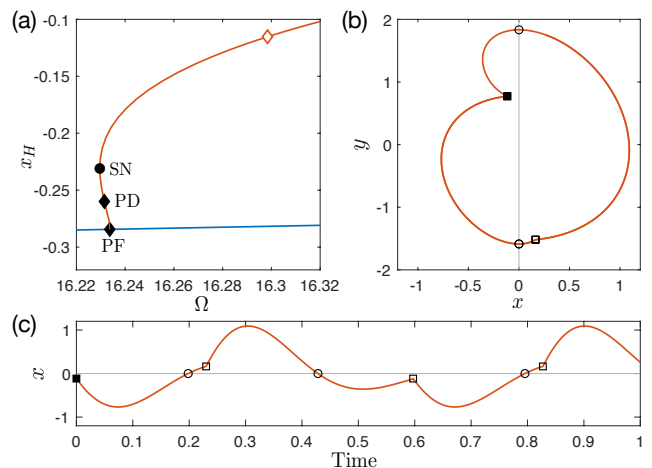 (a)
-0.1
-0.15
-0.2
-0.25
-0.3
x_H
SN
PD
PF
16.22 16.24 16.26 16.28 16.3 16.32
Ω
(b)
2
1
0
-1
-2
y
-1 -0.5 0 0.5 1
x
(c)
1
0
-1
x
0 0.1 0.2 0.3 0.4 0.5 0.6 0.7 0.8 0.9 1
Time